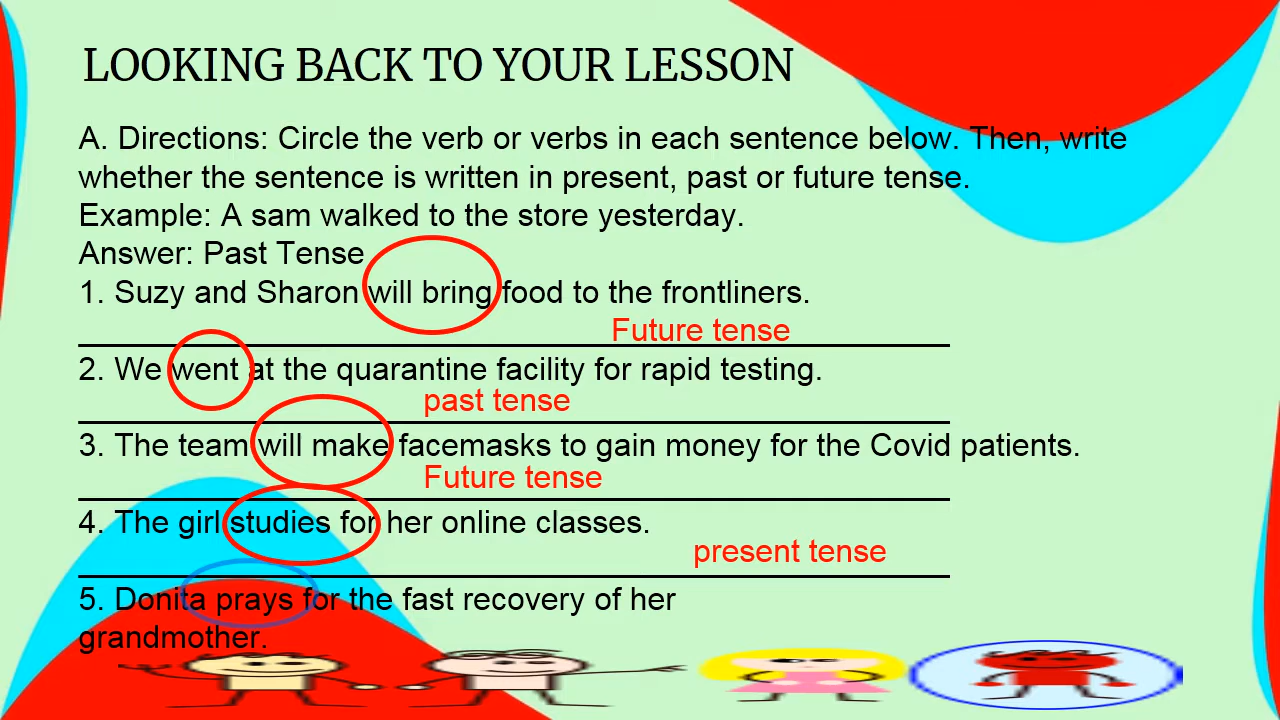 LOOKING BACK TO YOUR LESSON
A. Directions: Circle the verb or verbs in each sentence below. Then, write
whether the sentence is written in present, past or future tense.
Example: A sam walked to the store yesterday.
Answer: Past Tense
1. Suzy and Sharon will bring food to the frontliners.
Future tense
2. We went at the quarantine facility for rapid testing.
past tense
3. The team will make facemasks to gain money for the Covid patients.
Future tense
4. The girl studies for her online classes.
present tense
5. Donita prays for the fast recovery of her
grandmother.